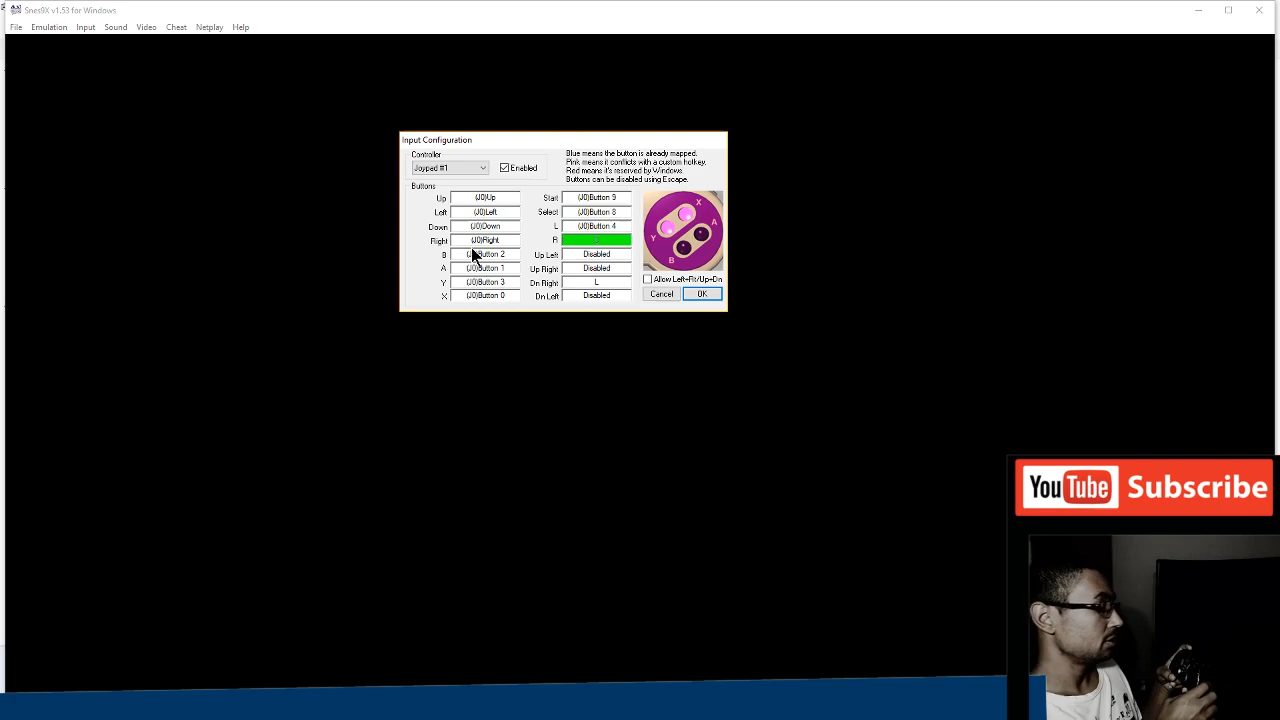 Snes9X v1.53 for Windows
File Emulation Input Sound Video Cheat Netplay Help
Input Configuration
Controller
Joypad #1
Enabled
Blue means the button is already mapped.
Pink means it conflicts with a custom hotkey.
Red means it's reserved by Windows.
Buttons can be disabled using Escape.
Buttons
Up (J0)Up
Left (J0)Left
Down (J0)Down
Right (J0)Right
B Button 2
A (J0)Button 1
Y (J0)Button 3
X (J0)Button 0
Start (J0)Button 9
Select (J0)Button 8
L (J0)Button 4
R
Up Left Disabled
Up Right Disabled
Dn Right L
Dn Left Disabled
X
A
Y
B
Allow Left+Rt/Up+Dn
Cancel OK
YouTube Subscribe